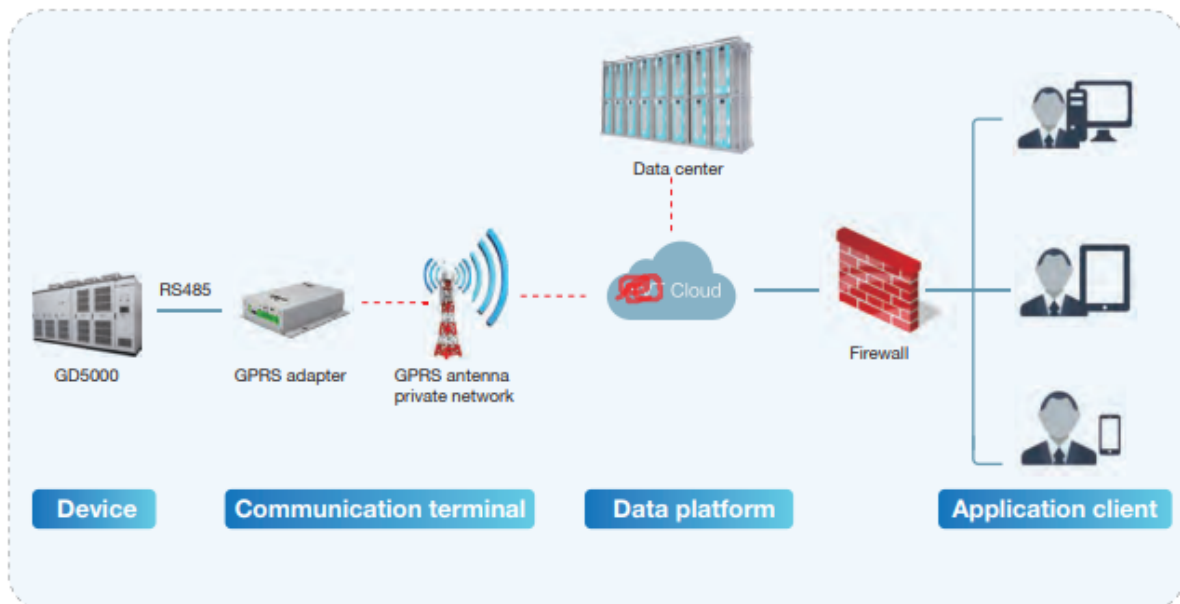 Data center
RS485
Cloud
GD5000
GPRS adapter
GPRS antenna
private network
Firewall
Device
Communication terminal
Data platform
Application client